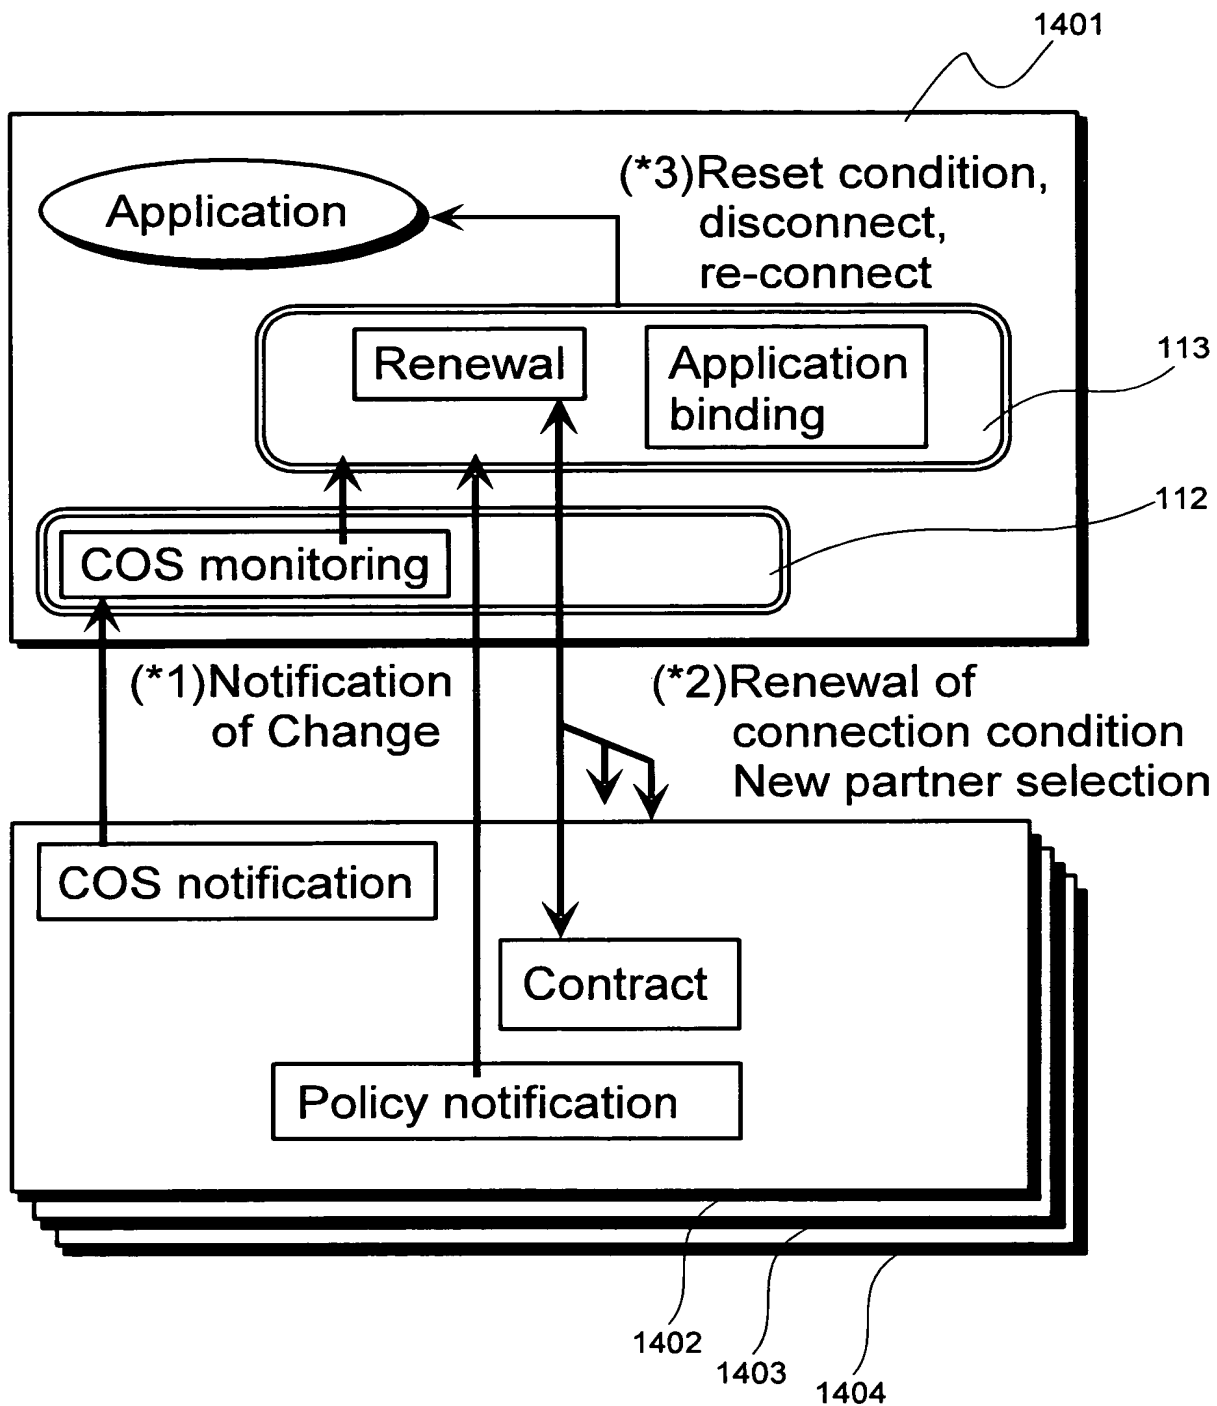 1401
(*3)Reset condition,
disconnect,
re-connect
Application
Renewal
Application
binding
113
112
COS monitoring
(*1)Notification
of Change
(*2)Renewal of
connection condition
New partner selection
COS notification
Contract
Policy notification
1402
1403
1404